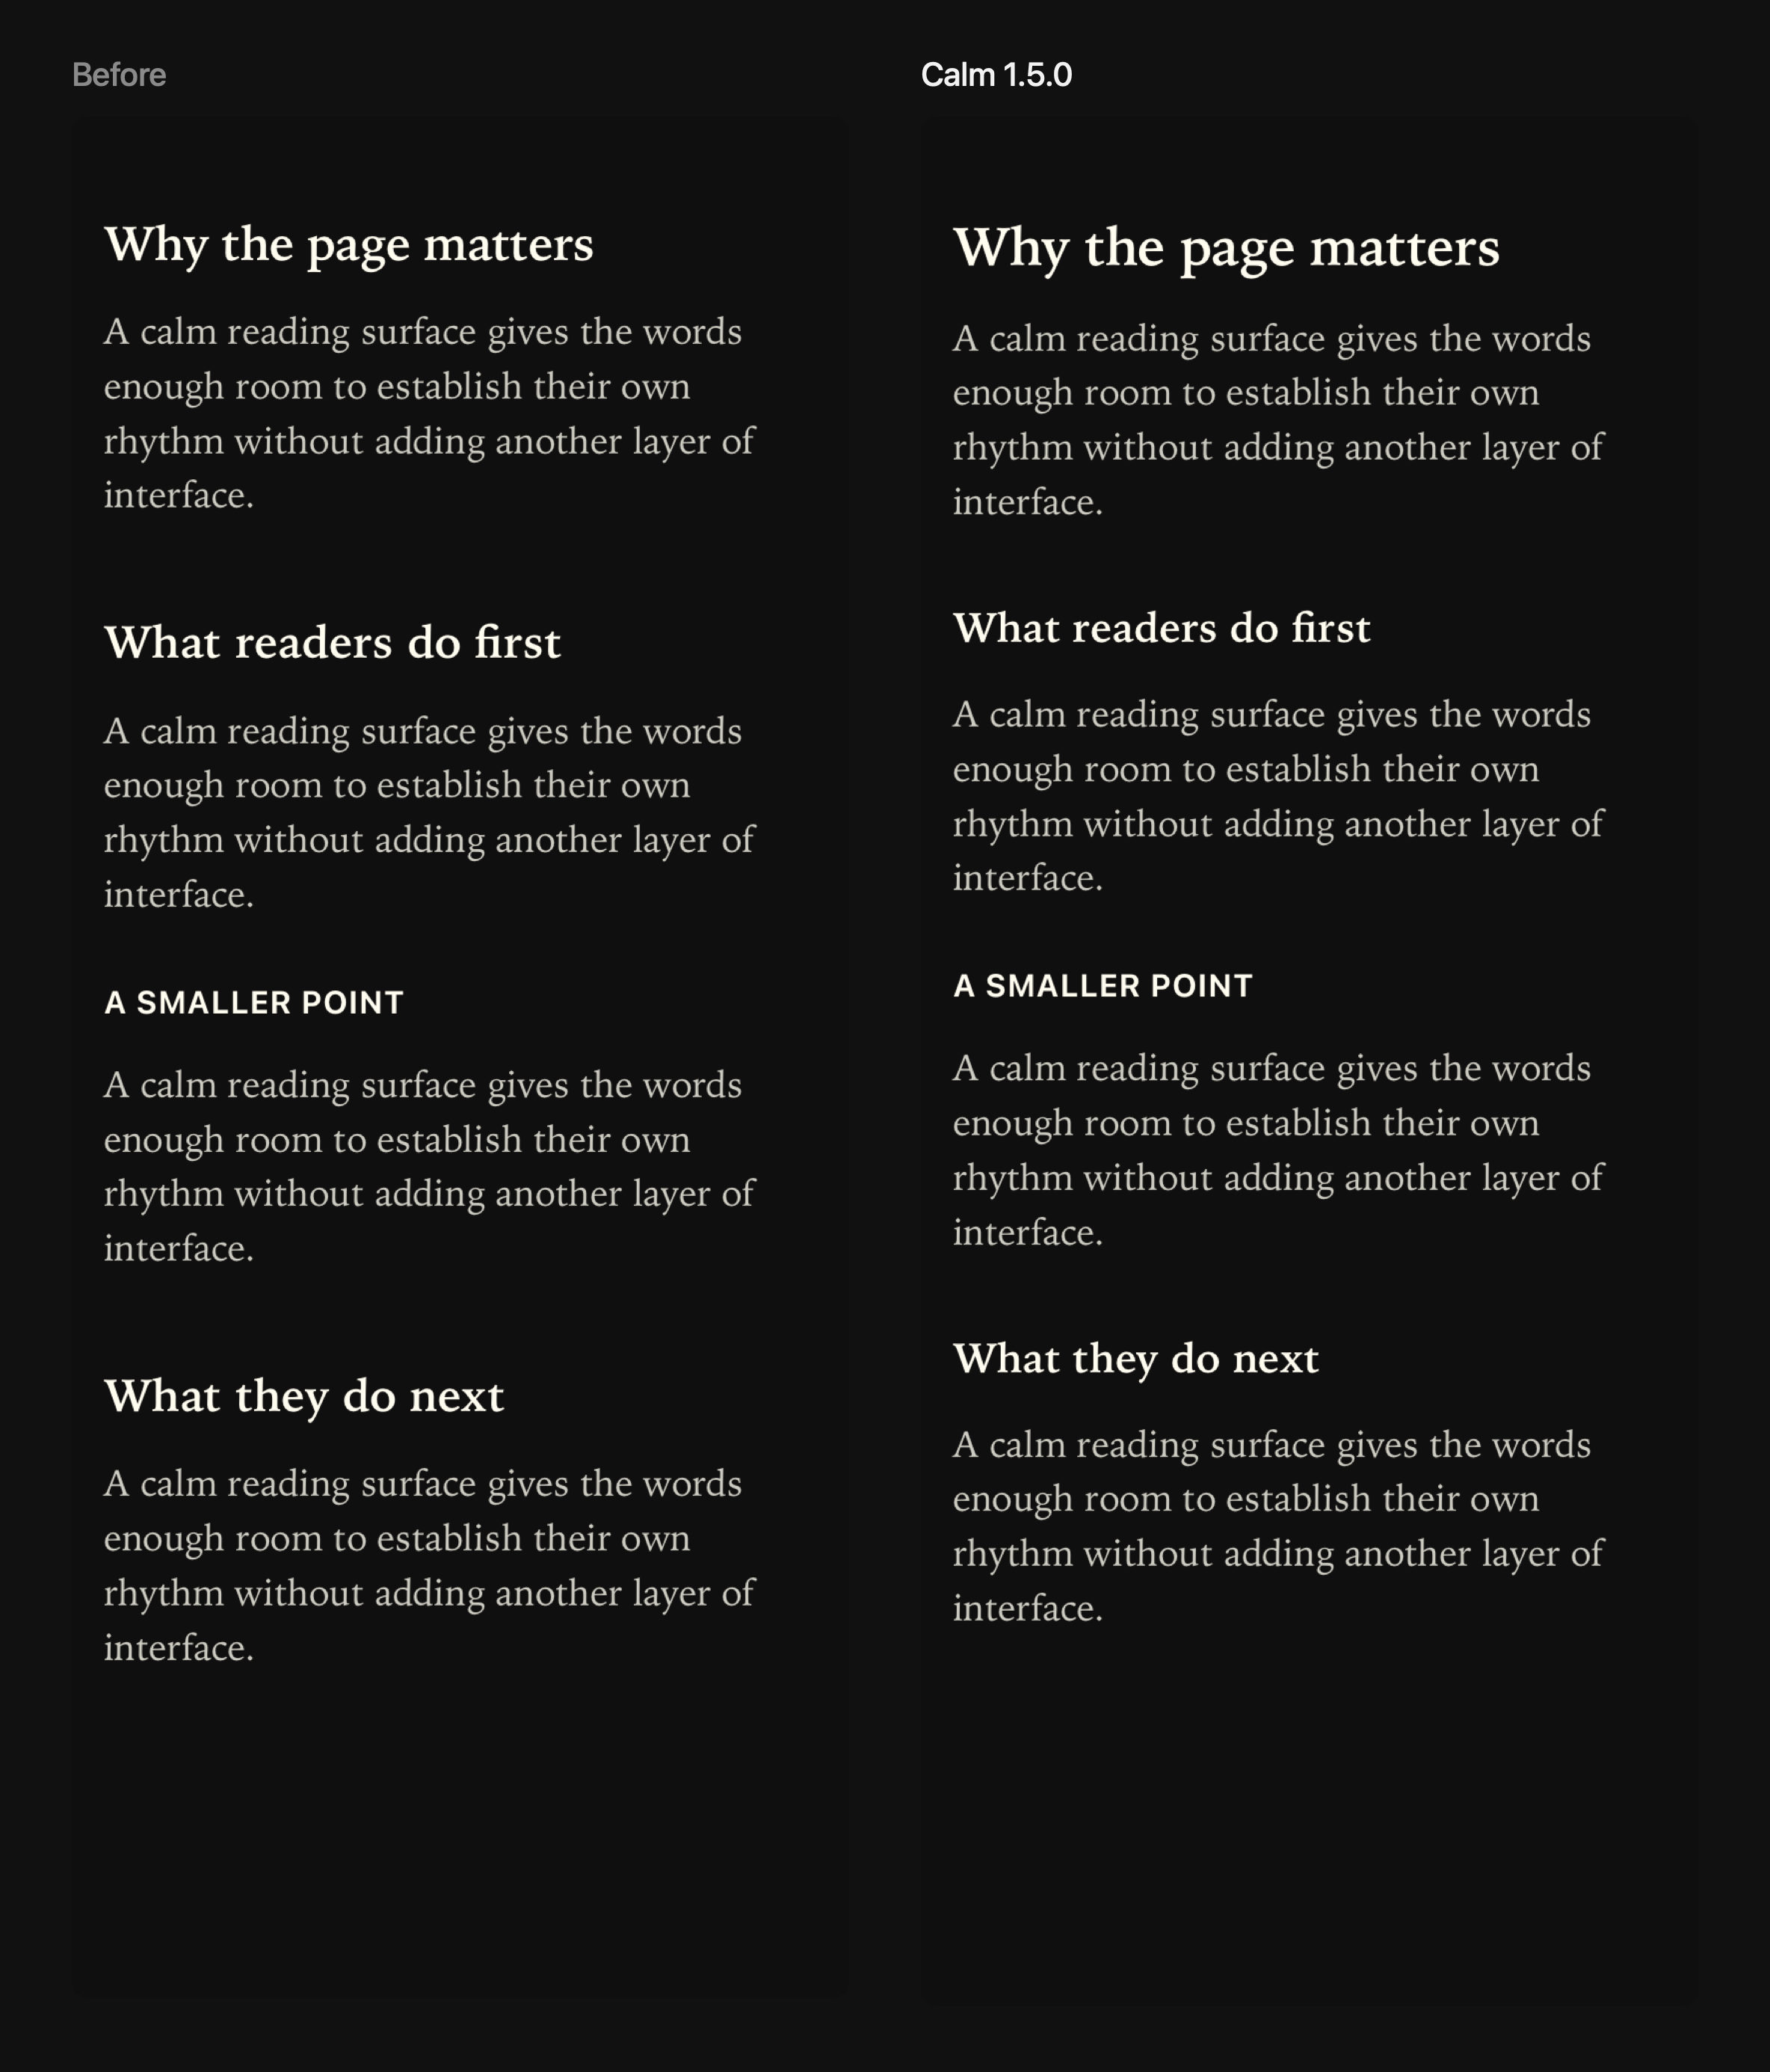 Before
Why the page matters
A calm reading surface gives the words
enough room to establish their own
rhythm without adding another layer of
interface.
What readers do first
A calm reading surface gives the words
enough room to establish their own
rhythm without adding another layer of
interface.
A SMALLER POINT
A calm reading surface gives the words
enough room to establish their own
rhythm without adding another layer of
interface.
What they do next
A calm reading surface gives the words
enough room to establish their own
rhythm without adding another layer of
interface.
Calm 1.5.0
Why the page matters
A calm reading surface gives the words
enough room to establish their own
rhythm without adding another layer of
interface.
What readers do first
A calm reading surface gives the words
enough room to establish their own
rhythm without adding another layer of
interface.
A SMALLER POINT
A calm reading surface gives the words
enough room to establish their own
rhythm without adding another layer of
interface.
What they do next
A calm reading surface gives the words
enough room to establish their own
rhythm without adding another layer of
interface.